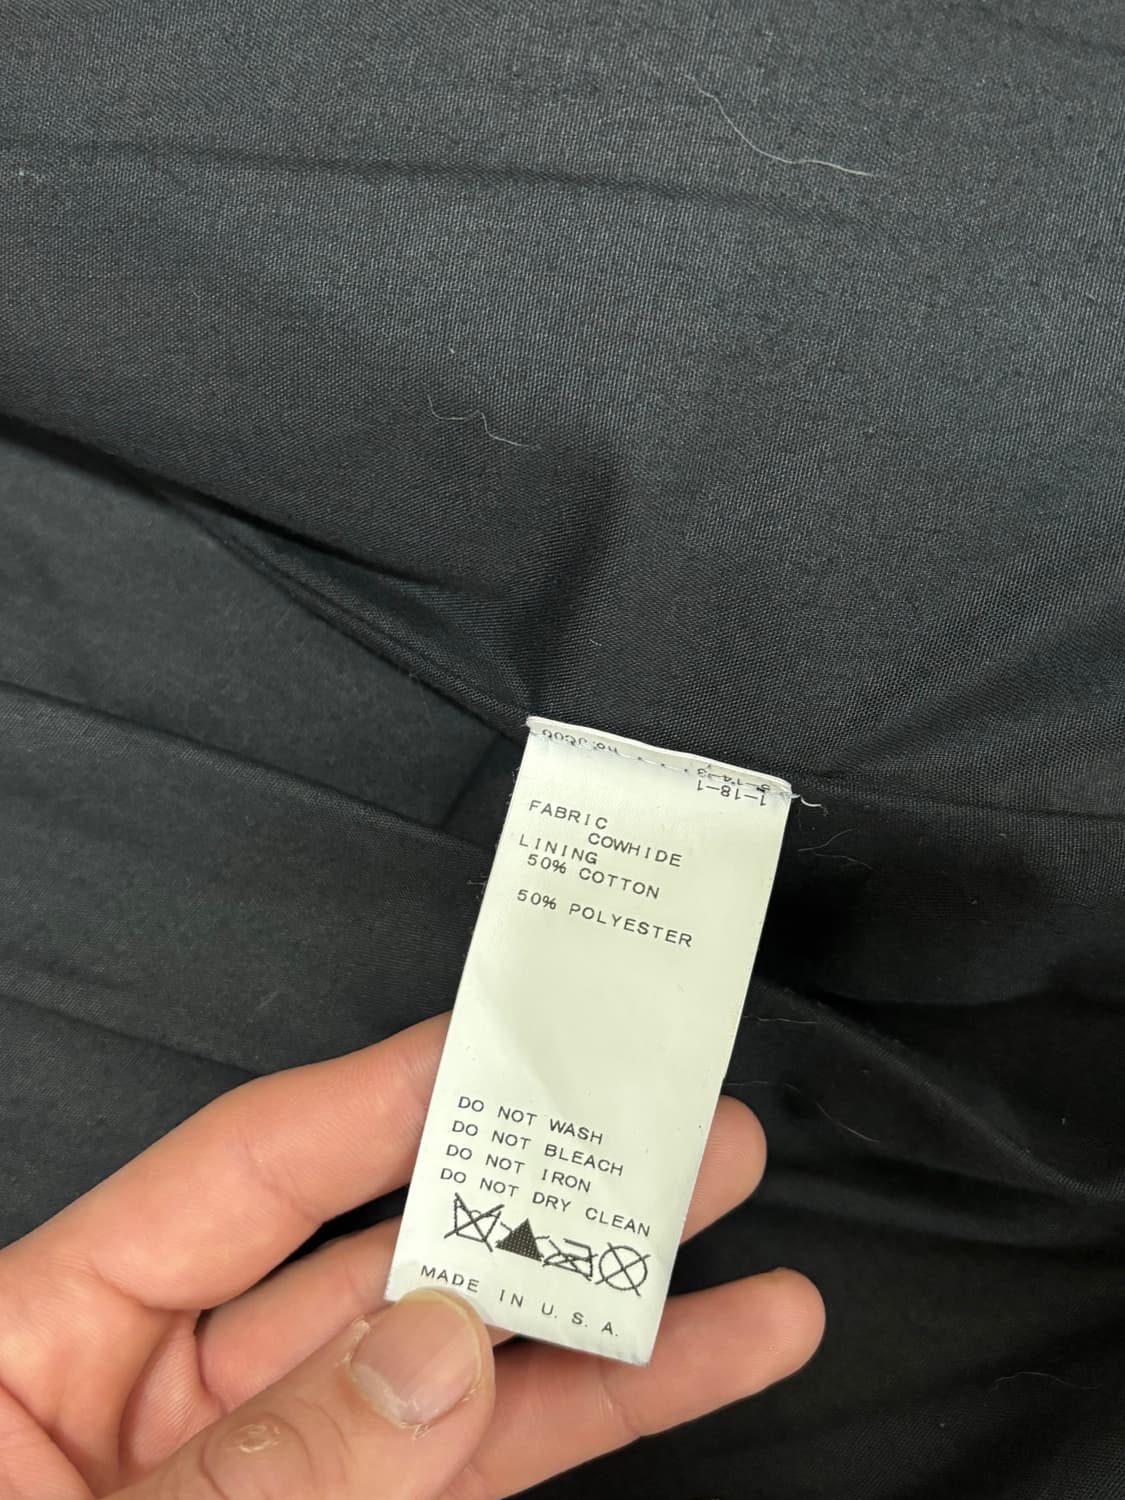 1-18-1
FABRIC
COWHIDE
LINING
50% COTTON
50% POLYESTER
DO NOT WASH
DO NOT BLEACH
DO NOT IRON
DO NOT DRY CLEAN
MADE IN U. S. A.